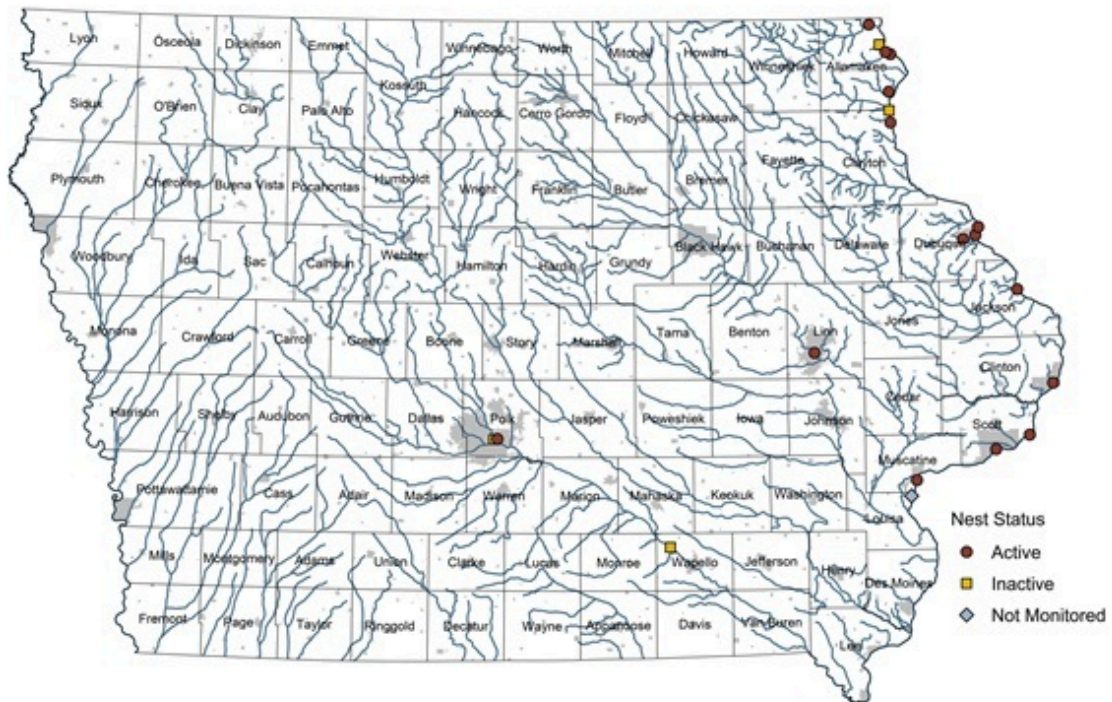 Lyon Osceola Dickinson Emmet Winnebago Worth Mitchell Howard Winneshiek Allamakee
Kossuth
Sioux O'Brien Clay Palo Alto Hancock Cerro Gordo Floyd Chickasaw
Plymouth Cherokee Buena Vista Pocahontas Humboldt Wright Franklin Butler Bremer Fayette Clayton
Woodbury Ida Sac Calhoun Webster Hamilton Hardin Grundy Black Hawk Buchanan Delaware Dubuque
Monona Crawford Carroll Greene Boone Story Marshall Tama Benton Linn Jones Jackson
Clinton
Harrison Shelby Audubon Guthrie Dallas Polk Jasper Poweshiek Iowa Johnson Cedar Scott
Muscatine
Pottawattamie Cass Adair Madison Warren Marion Mahaska Keokuk Washington Louisa
Mills Montgomery Adams Union Clarke Lucas Monroe Wapello Jefferson Henry Des Moines
Fremont Page Taylor Ringgold Decatur Wayne Appanoose Davis Van Buren Lee
Nest Status
Active
Inactive
Not Monitored